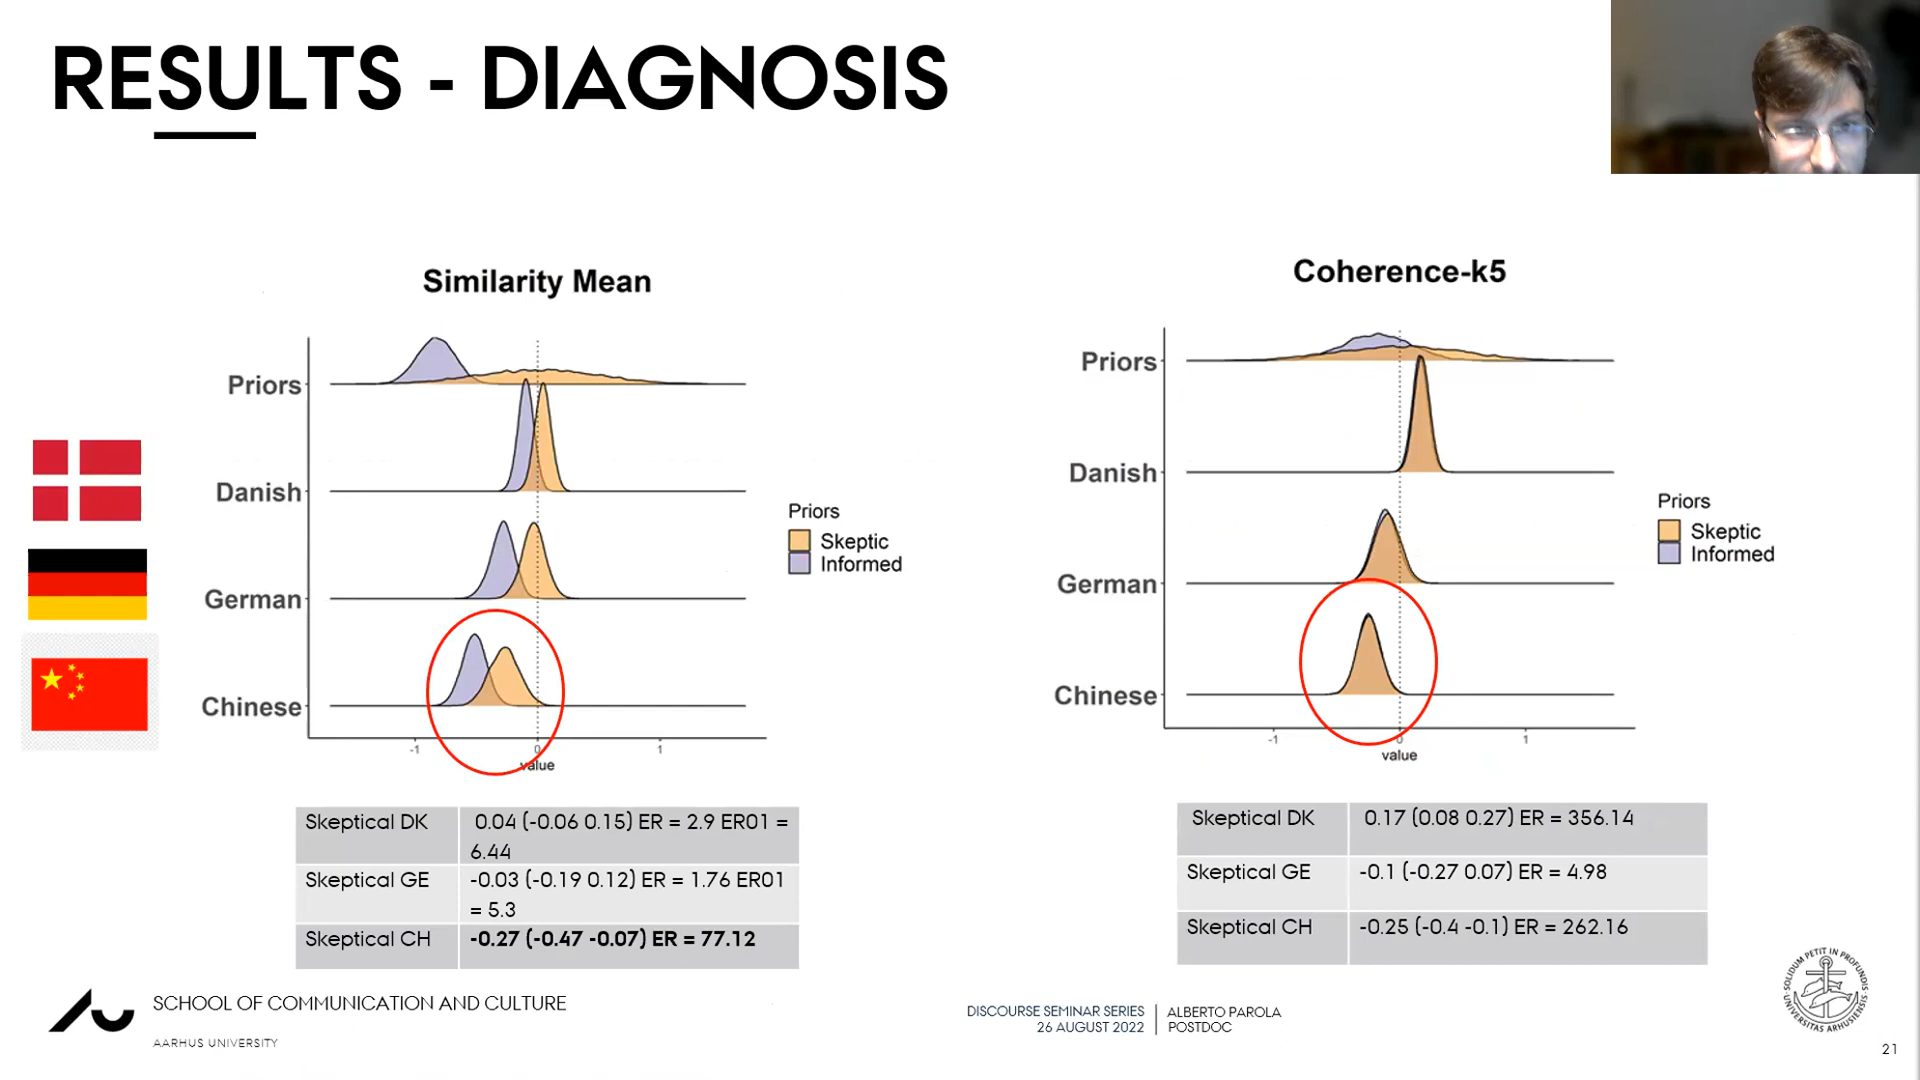 RESULTS - DIAGNOSIS
Similarity Mean
Priors
Danish
German
Chinese
-1
0
1
value
Priors
Skeptic
Informed
Coherence-k5
Priors
Danish
German
Chinese
-1
0
1
value
Priors
Skeptic
Informed
Skeptical DK 0.04 (-0.06 0.15) ER = 2.9 ER01 =
6.44
Skeptical GE -0.03 (-0.19 0.12) ER = 1.76 ER01
= 5.3
Skeptical CH -0.27 (-0.47 -0.07) ER = 77.12
Skeptical DK 0.17 (0.08 0.27) ER = 356.14
Skeptical GE -0.1 (-0.27 0.07) ER = 4.98
Skeptical CH -0.25 (-0.4 -0.1) ER = 262.16
SCHOOL OF COMMUNICATION AND CULTURE
AARHUS UNIVERSITY
DISCOURSE SEMINAR SERIES
26 AUGUST 2022
ALBERTO PAROLA
POSTDOC
SOLIDUM PETIT IN PROFUNDIS
UNIVERSITAS ARHUSIENSIS
21